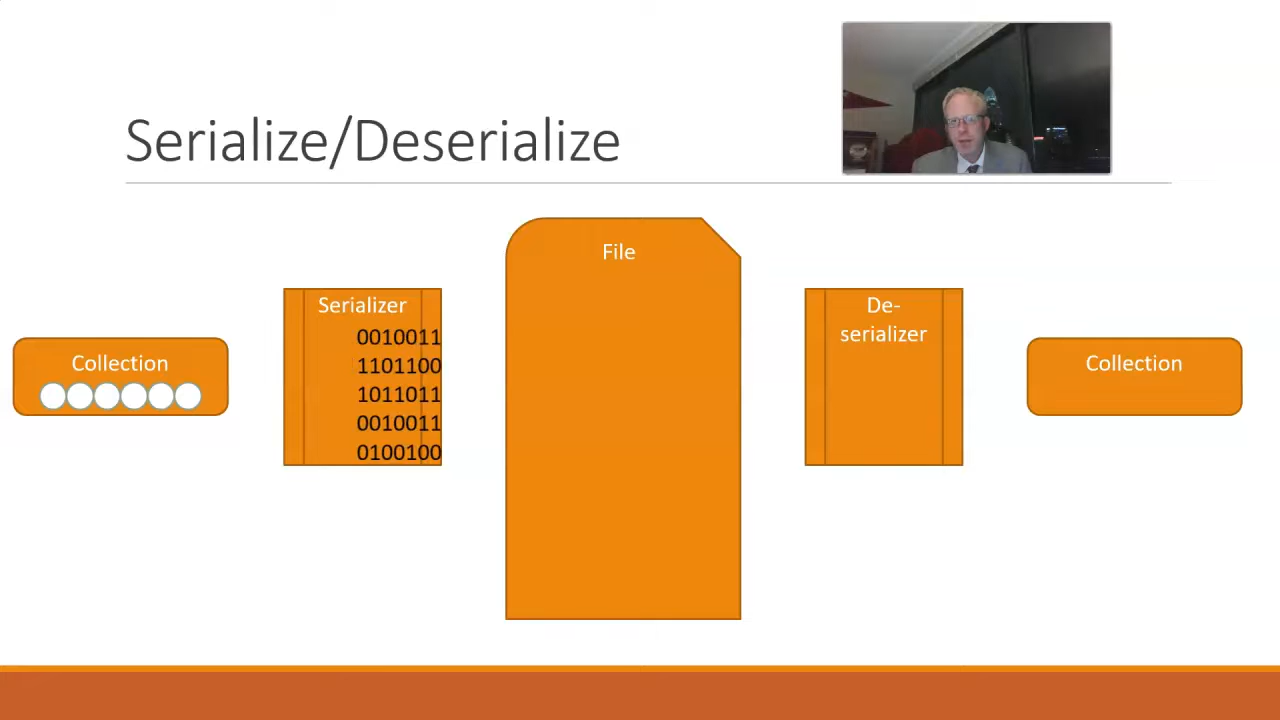 Serialize/Deserialize
File
Serializer
0010011
1101100
1011011
0010011
0100100
De-
serializer
Collection
Collection